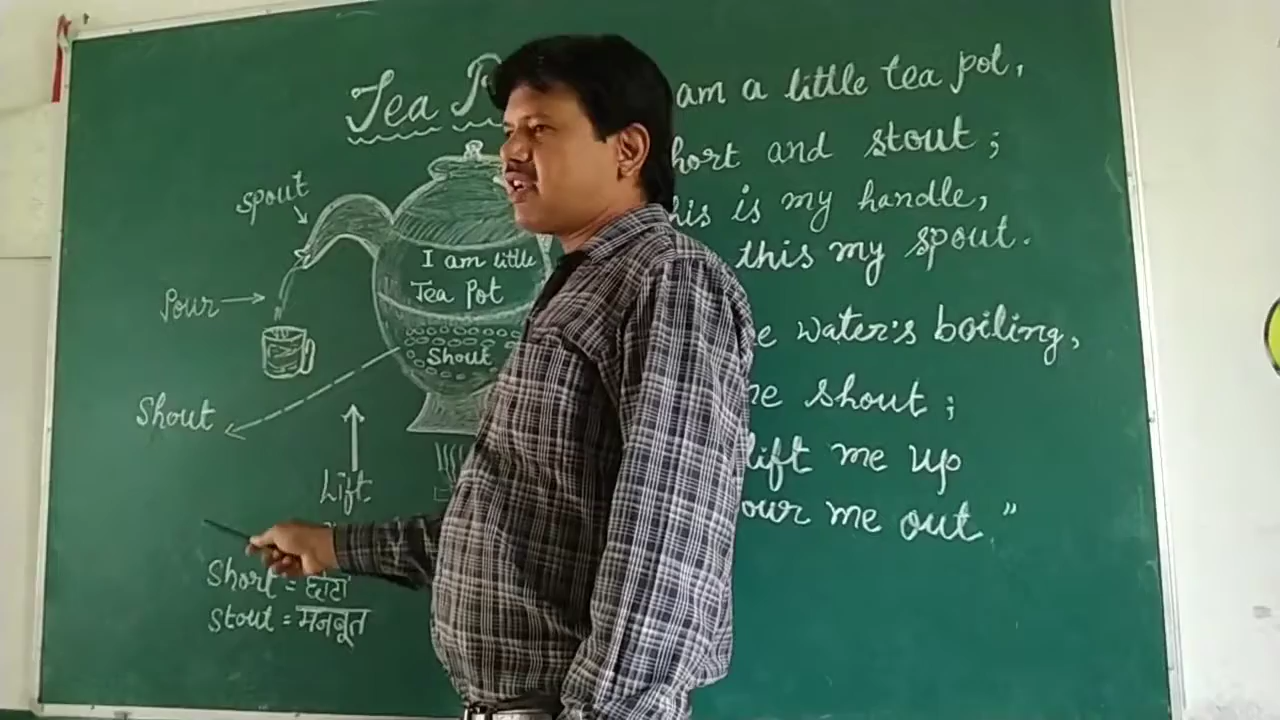 Tea P
am a little tea pot,
hort and stout ;
his is my handle,
this my spout.
e water's boiling,
me shout ;
lift me up
our me out."
spout
Pour
Shout
I am little
Tea Pot
Shout
Lift
Short = छोटा
Stout = मजबूत